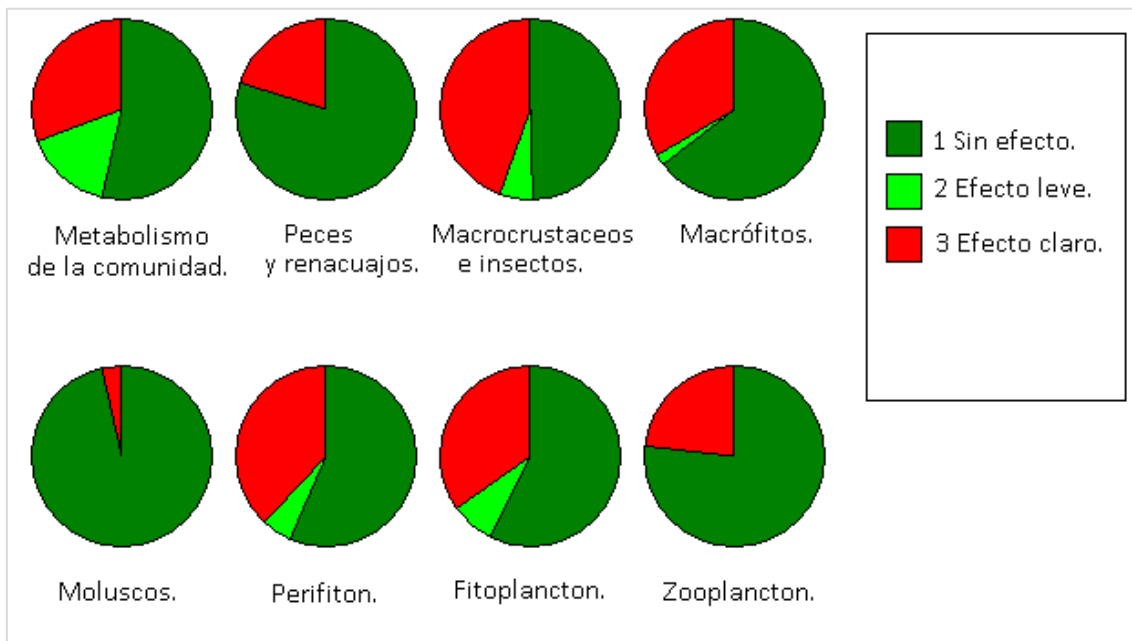 Metabolismo
de la comunidad.
Peces
y renacuajos.
Macrocrustaceos
e insectos.
Macrófitos.
1 Sin efecto.
2 Efecto leve.
3 Efecto claro.
Moluscos.
Perifiton.
Fitoplancton.
Zooplancton.